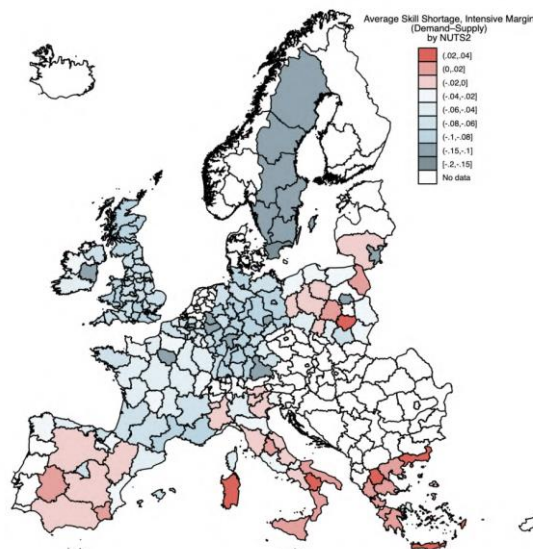 Average Skill Shortage, Intensive Margin
(Demand–Supply)
by NUTS2
(.02,.04]
(0,.02]
(-.02,0]
(-.04,-.02]
(-.06,-.04]
(-.08,-.06]
(-.1,-.08]
(-.15,-.1]
[-.2,-.15]
No data